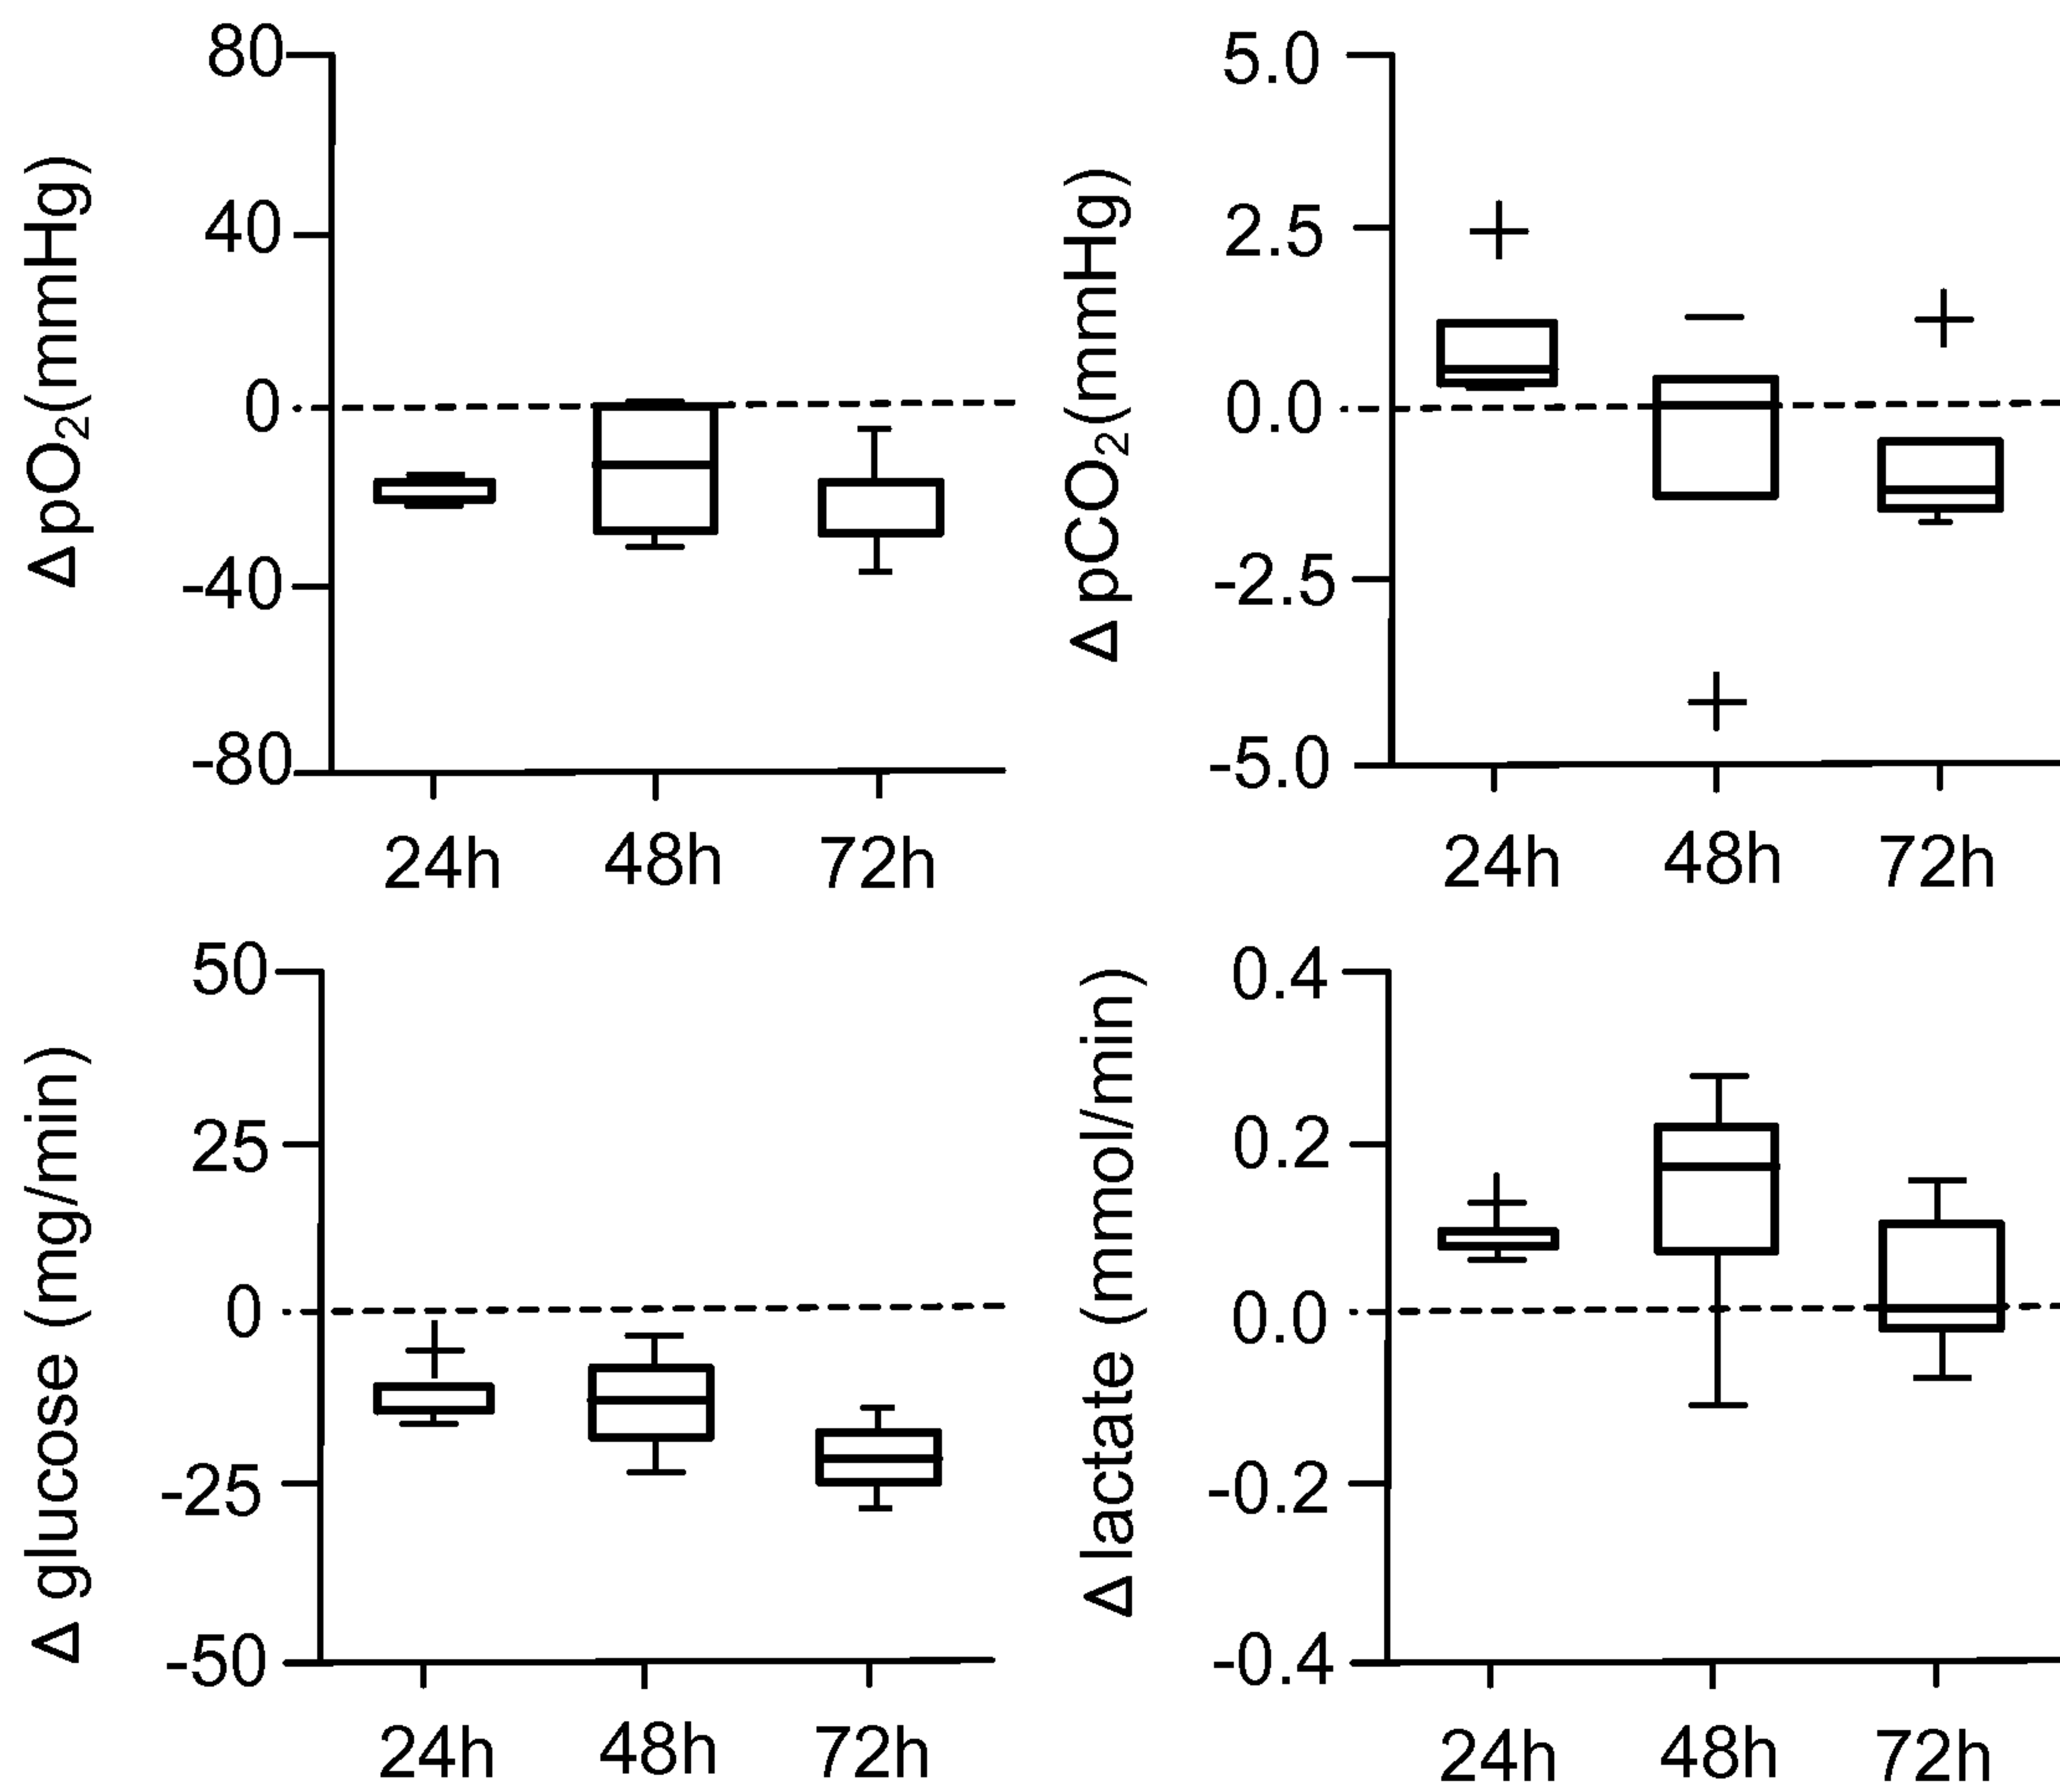 Δ pO₂(mmHg)
80
40
0
-40
-80
24h 48h 72h
Δ pCO₂(mmHg)
5.0
2.5
0.0
-2.5
-5.0
24h 48h 72h
Δ glucose (mg/min)
50
25
0
-25
-50
24h 48h 72h
Δ lactate (mmol/min)
0.4
0.2
0.0
-0.2
-0.4
24h 48h 72h